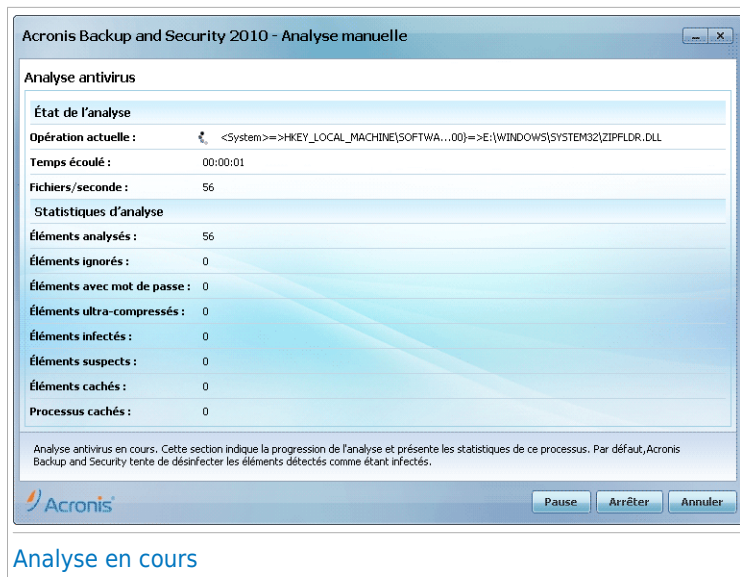 Acronis Backup and Security 2010 - Analyse manuelle
Analyse antivirus
État de l'analyse
Opération actuelle : <System>=>HKEY_LOCAL_MACHINE\SOFTWA...00}=>E:\WINDOWS\SYSTEM32\ZIPFLDR.DLL
Temps écoulé : 00:00:01
Fichiers/seconde : 56
Statistiques d'analyse
Éléments analysés : 56
Éléments ignorés : 0
Éléments avec mot de passe : 0
Éléments ultra-compressés : 0
Éléments infectés : 0
Éléments suspects : 0
Éléments cachés : 0
Processus cachés : 0
Analyse antivirus en cours. Cette section indique la progression de l'analyse et présente les statistiques de ce processus. Par défaut,Acronis
Backup and Security tente de désinfecter les éléments détectés comme étant infectés.
Acronis
Pause Arrêter Annuler
Analyse en cours